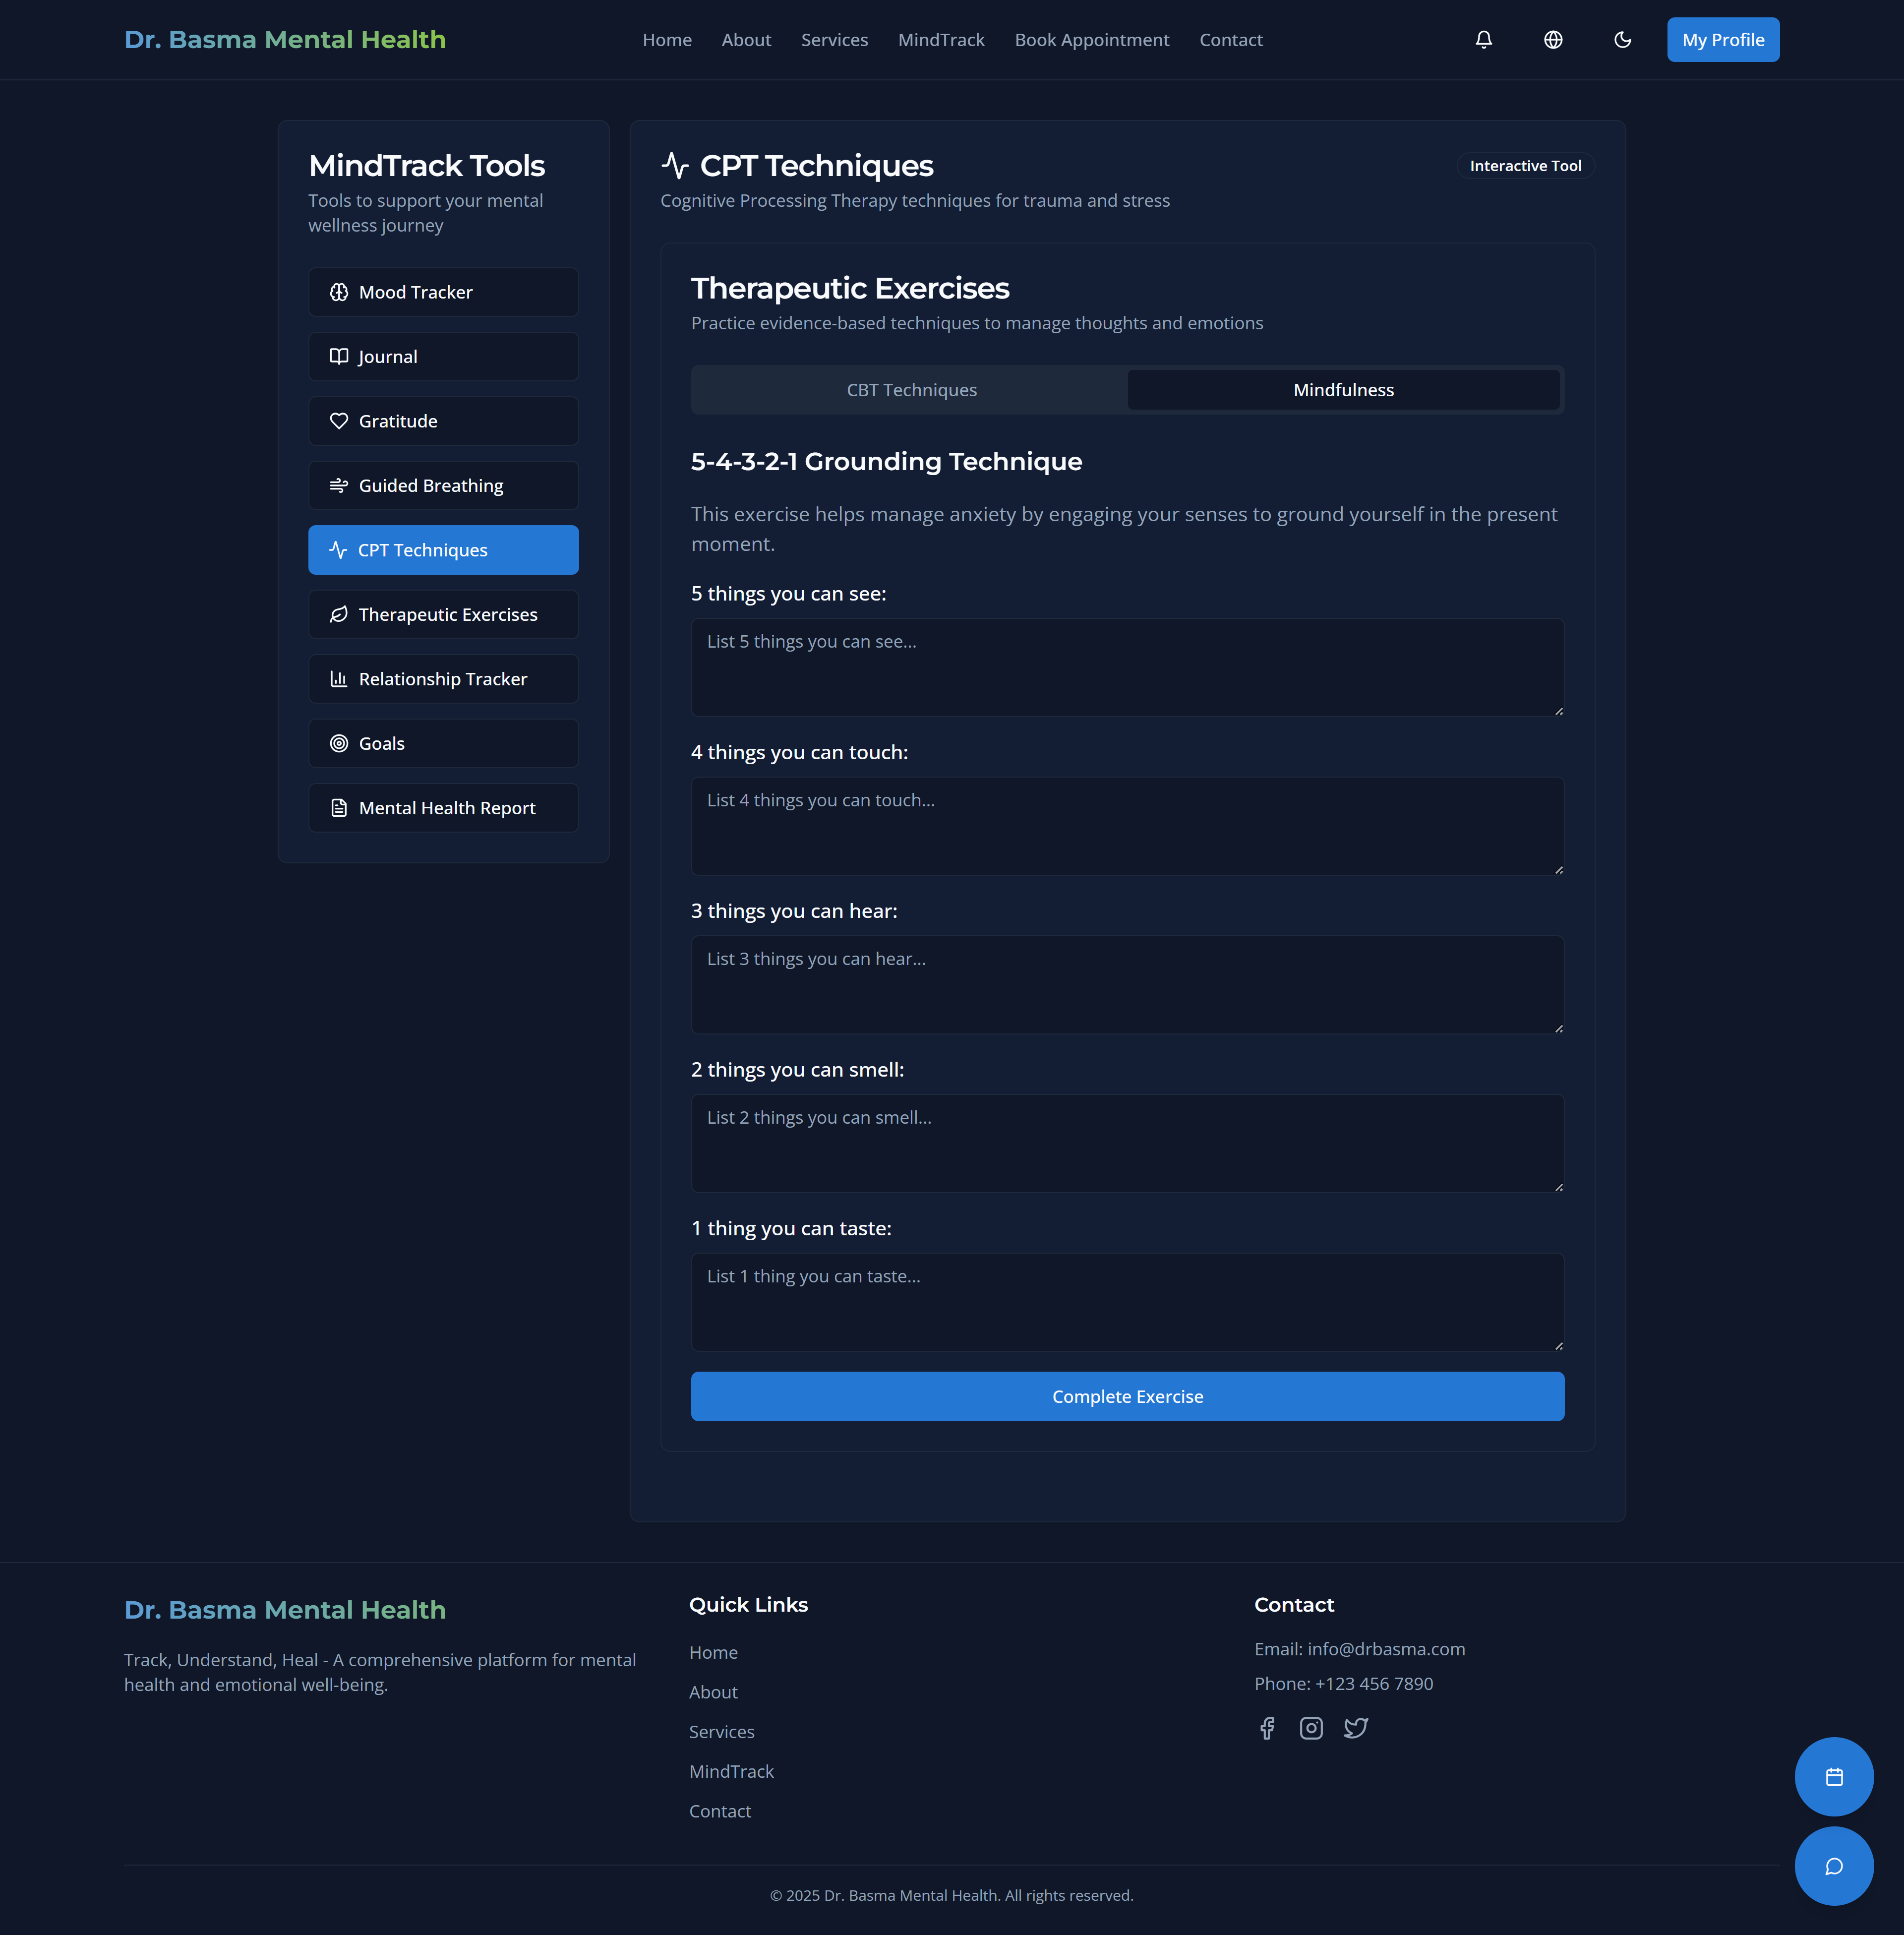 Dr. Basma Mental Health
Home
About
Services
MindTrack
Book Appointment
Contact
My Profile
MindTrack Tools
Tools to support your mental
wellness journey
Mood Tracker
Journal
Gratitude
Guided Breathing
CPT Techniques
Therapeutic Exercises
Relationship Tracker
Goals
Mental Health Report
CPT Techniques
Interactive Tool
Cognitive Processing Therapy techniques for trauma and stress
Therapeutic Exercises
Practice evidence-based techniques to manage thoughts and emotions
CBT Techniques
Mindfulness
5-4-3-2-1 Grounding Technique
This exercise helps manage anxiety by engaging your senses to ground yourself in the present
moment.
5 things you can see:
List 5 things you can see...
4 things you can touch:
List 4 things you can touch...
3 things you can hear:
List 3 things you can hear...
2 things you can smell:
List 2 things you can smell...
1 thing you can taste:
List 1 thing you can taste...
Complete Exercise
Dr. Basma Mental Health
Track, Understand, Heal - A comprehensive platform for mental
health and emotional well-being.
Quick Links
Home
About
Services
MindTrack
Contact
Contact
Email: info@drbasma.com
Phone: +123 456 7890
© 2025 Dr. Basma Mental Health. All rights reserved.